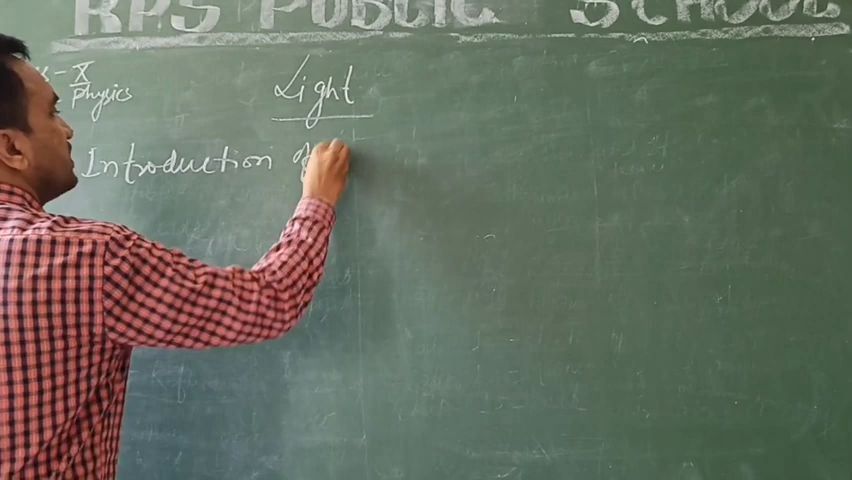 RPS PUBLIC SCHOOL
- X
Physics
Light
Introduction